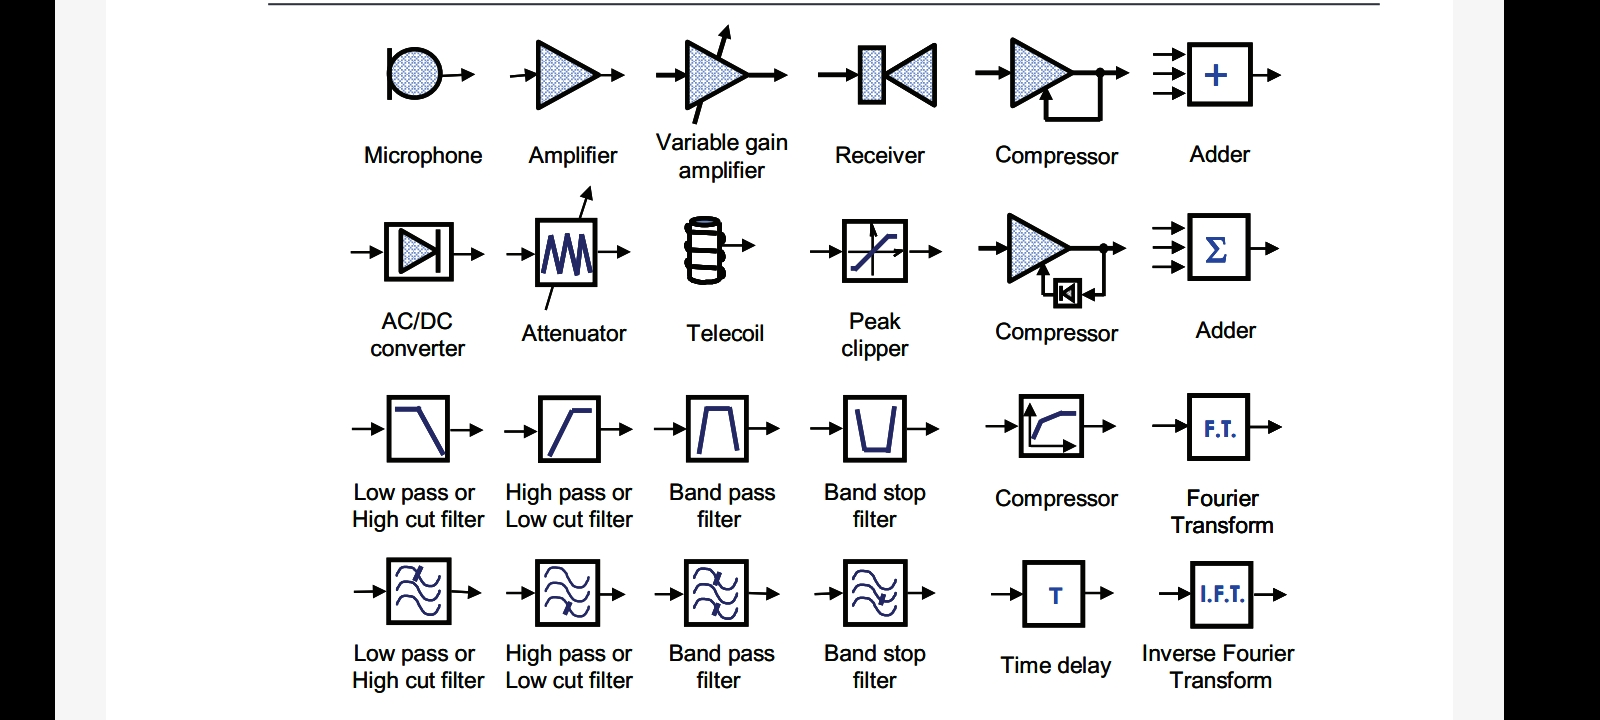 +
Microphone
Amplifier
Variable gain
amplifier
Receiver
Compressor
Adder
Σ
AC/DC
converter
Attenuator
Telecoil
Peak
clipper
Compressor
Adder
F.T.
Low pass or
High cut filter
High pass or
Low cut filter
Band pass
filter
Band stop
filter
Compressor
Fourier
Transform
T
I.F.T.
Low pass or
High cut filter
High pass or
Low cut filter
Band pass
filter
Band stop
filter
Time delay
Inverse Fourier
Transform